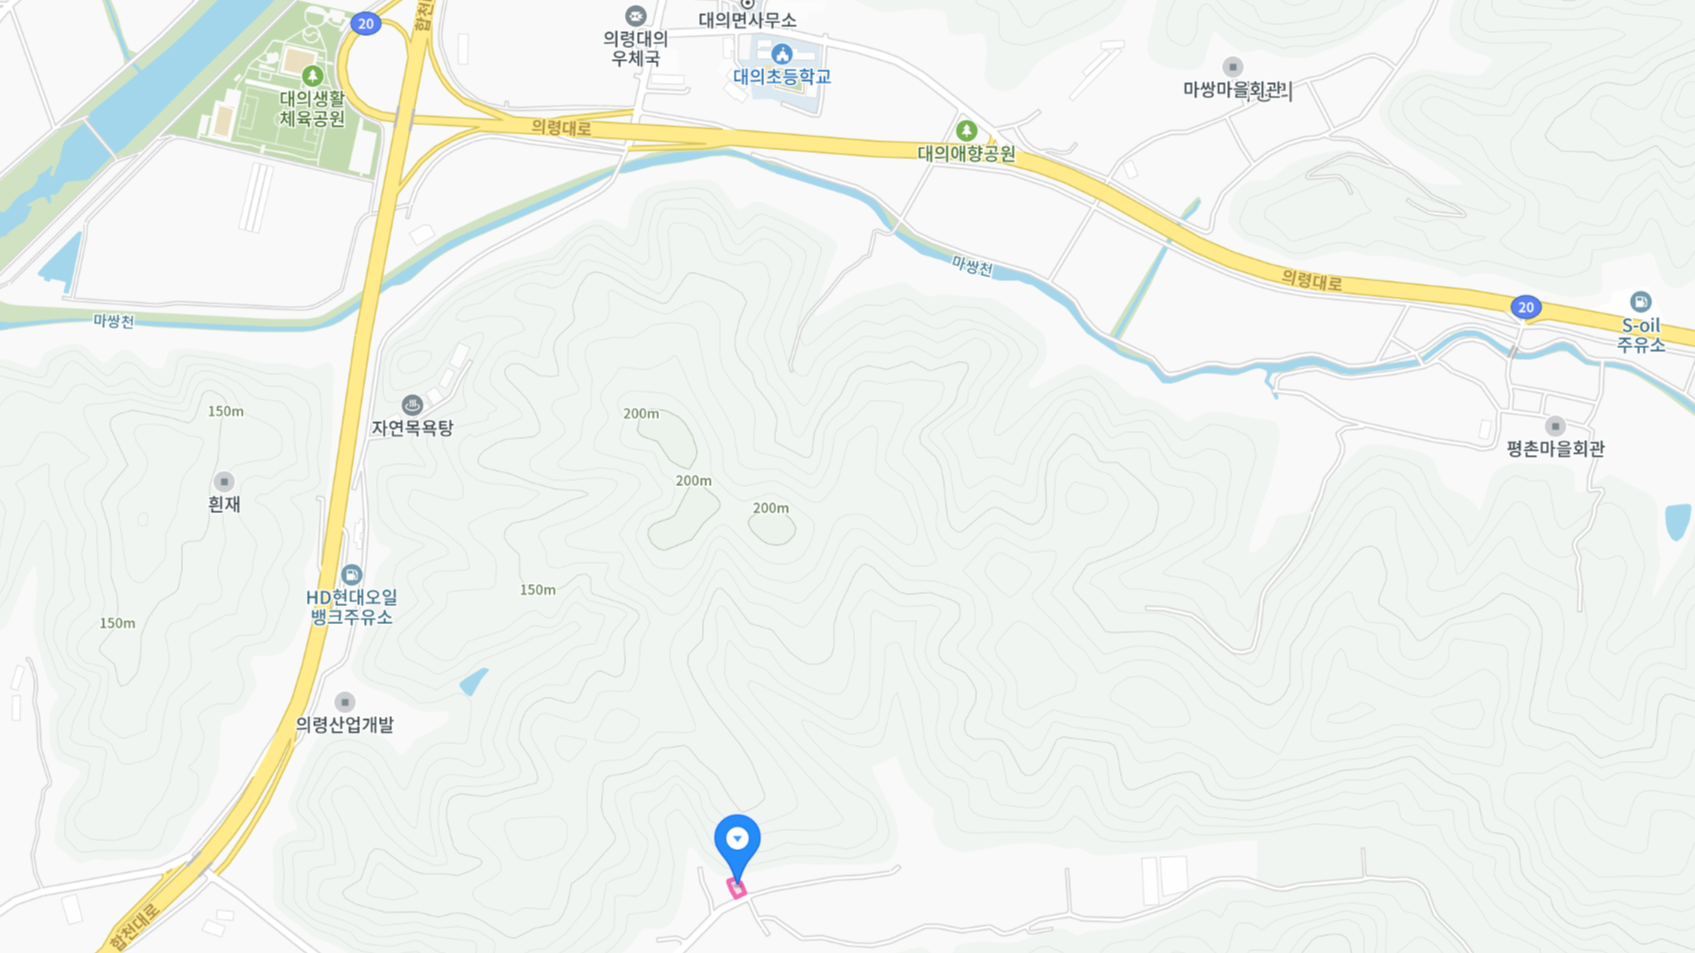 20
합천대로
의령대의
우체국
대의면사무소
대의초등학교
마쌍마을회관
대의생활
체육공원
의령대로
대의애향공원
마쌍천
의령대로
20
S-oil
주유소
마쌍천
150m
자연목욕탕
200m
평촌마을회관
200m
흰재
200m
150m
HD현대오일
뱅크주유소
150m
의령산업개발
합천대로